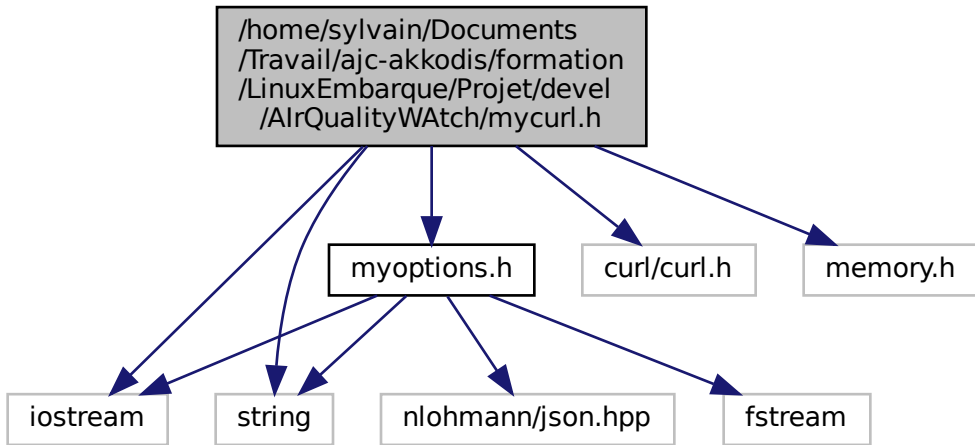 /home/sylvain/Documents
/Travail/ajc-akkodis/formation
/LinuxEmbarque/Projet/devel
/AIrQualityWAtch/mycurl.h
myoptions.h
curl/curl.h
memory.h
iostream
string
nlohmann/json.hpp
fstream